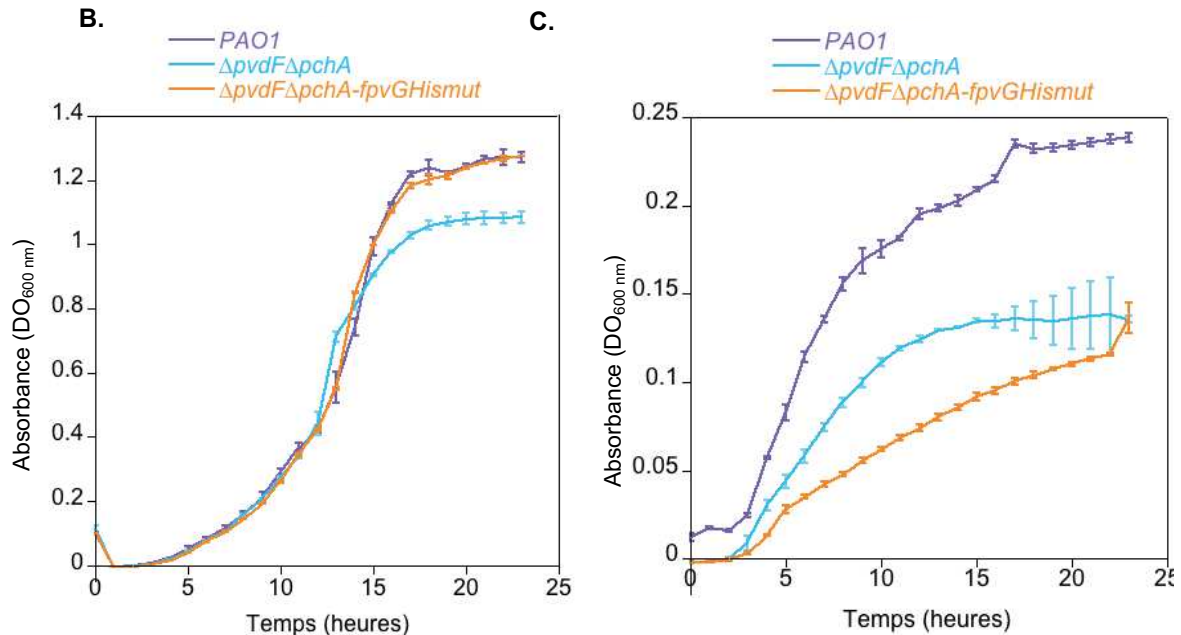 B.
PAO1
ΔpvdFΔpchA
ΔpvdFΔpchA-fpvGHismut
1.4
1.2
1
0.8
0.6
0.4
0.2
0
0 5 10 15 20 25
Absorbance (DO600 nm)
Temps (heures)
C.
PAO1
ΔpvdFΔpchA
ΔpvdFΔpchA-fpvGHismut
0.25
0.2
0.15
0.1
0.05
0
0 5 10 15 20 25
Absorbance (DO600 nm)
Temps (heures)